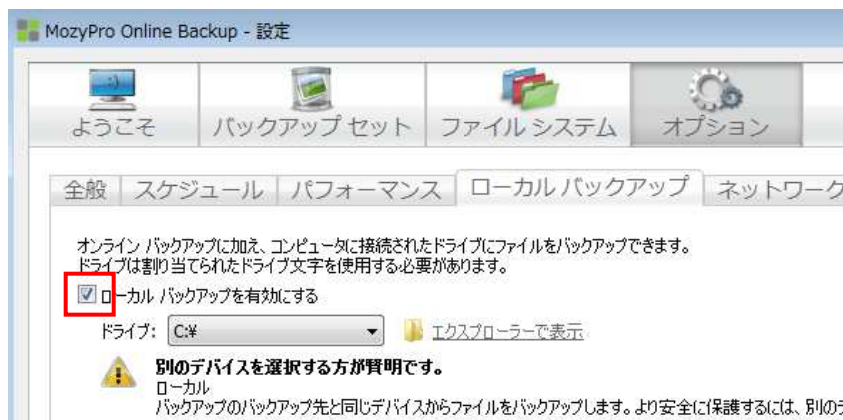 MozyPro Online Backup - 設定
ようこそ バックアップ セット ファイル システム オプション
全般 スケジュール パフォーマンス ローカル バックアップ ネットワーク
オンライン バックアップに加え、コンピュータに接続されたドライブにファイルをバックアップできます。
ドライブは割り当てられたドライブ文字を使用する必要があります。
ローカル バックアップを有効にする
ドライブ: C:¥ エクスプローラーで表示
別のデバイスを選択する方が賢明です。
ローカル
バックアップのバックアップ先と同じデバイスからファイルをバックアップします。より安全に保護するには、別の